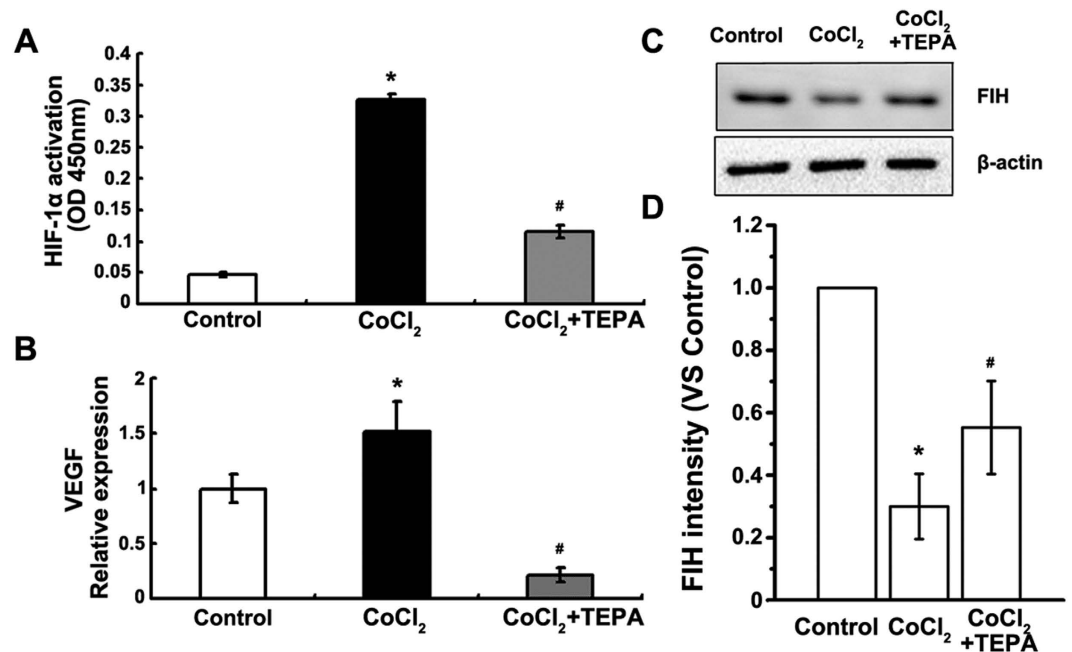 A
HIF-1α activation
(OD 450nm)
0.4
0.35
0.3
0.25
0.2
0.15
0.1
0.05
0
*
#
Control
CoCl₂
CoCl₂+TEPA
B
VEGF
Relative expression
2
1.5
1
0.5
0
*
#
Control
CoCl₂
CoCl₂+TEPA
C
Control
CoCl₂
CoCl₂
+TEPA
FIH
β-actin
D
FIH intensity (VS Control)
1.2
1.0
0.8
0.6
0.4
0.2
0
*
#
Control
CoCl₂
CoCl₂
+TEPA